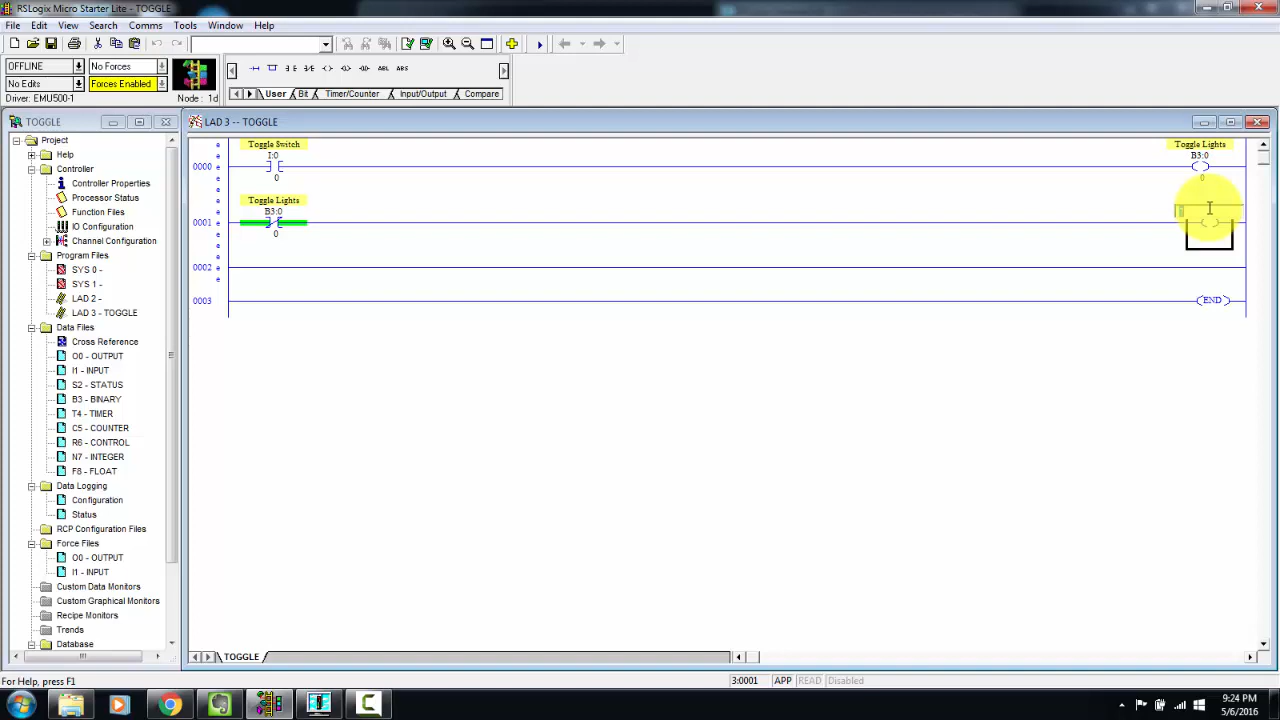 RSLogix Micro Starter Lite - TOGGLE
File Edit View Search Comms Tools Window Help
OFFLINE No Forces
No Edits Forces Enabled
Driver: EMU500-1 Node : 1d
User Bit Timer/Counter Input/Output Compare
TOGGLE
Project
Help
Controller
Controller Properties
Processor Status
Function Files
IO Configuration
Channel Configuration
Program Files
SYS 0 -
SYS 1 -
LAD 2 -
LAD 3 - TOGGLE
Data Files
Cross Reference
O0 - OUTPUT
I1 - INPUT
S2 - STATUS
B3 - BINARY
T4 - TIMER
C5 - COUNTER
R6 - CONTROL
N7 - INTEGER
F8 - FLOAT
Data Logging
Configuration
Status
RCP Configuration Files
Force Files
O0 - OUTPUT
I1 - INPUT
Custom Data Monitors
Custom Graphical Monitors
Recipe Monitors
Trends
Database
LAD 3 -- TOGGLE
Toggle Switch Toggle Lights
I:0 B3:0
0000
0 0
Toggle Lights
B3:0
0001
0
0002
0003 END
TOGGLE
For Help, press F1
3:0001 APP READ Disabled
9:24 PM
5/6/2016